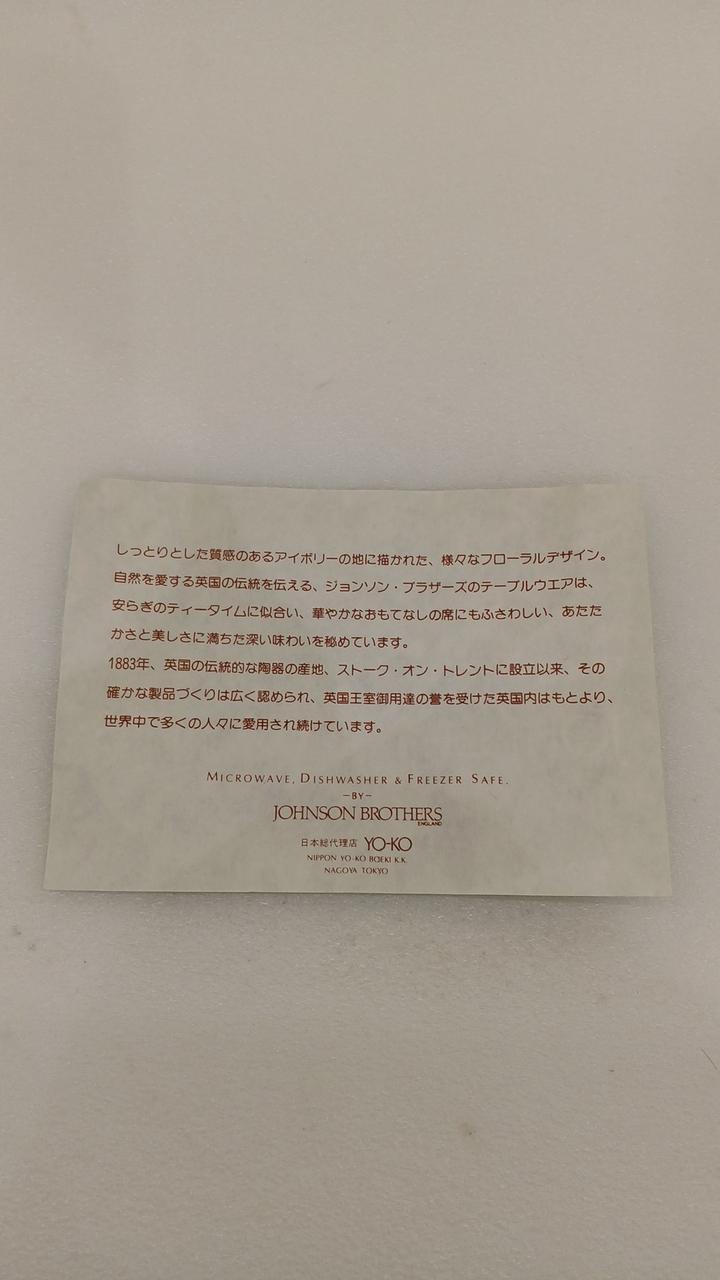 しっとりとした質感のあるアイボリーの地に描かれた、様々なフローラルデザイン。
自然を愛する英国の伝統を伝える、ジョンソン・ブラザーズのテーブルウエアは、
安らぎのティータイムに似合い、華やかなおもてなしの席にもふさわしい、あたた
かさと美しさに満ちた深い味わいを秘めています。
1883年、英国の伝統的な陶器の産地、ストーク・オン・トレントに設立以来、その
確かな製品づくりは広く認められ、英国王室御用達の誉を受けた英国内はもとより、
世界中で多くの人々に愛用され続けています。
MICROWAVE, DISHWASHER & FREEZER SAFE.
—BY—
JOHNSON BROTHERS
ENGLAND
日本総代理店 YO-KO
NIPPON YO-KO BOEKI K.K.
NAGOYA TOKYO